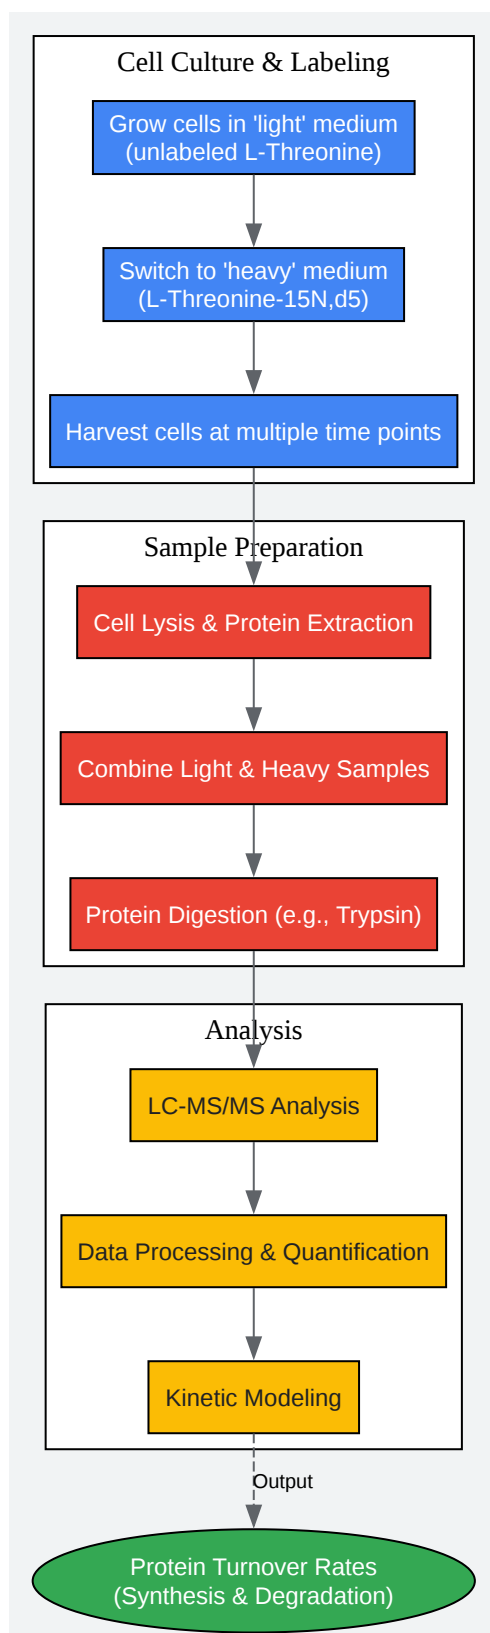 Cell Culture & Labeling
Grow cells in 'light' medium
(unlabeled L-Threonine)
Switch to 'heavy' medium
(L-Threonine-15N,d5)
Harvest cells at multiple time points
Sample Preparation
Cell Lysis & Protein Extraction
Combine Light & Heavy Samples
Protein Digestion (e.g., Trypsin)
Analysis
LC-MS/MS Analysis
Data Processing & Quantification
Kinetic Modeling
Output
Protein Turnover Rates
(Synthesis & Degradation)